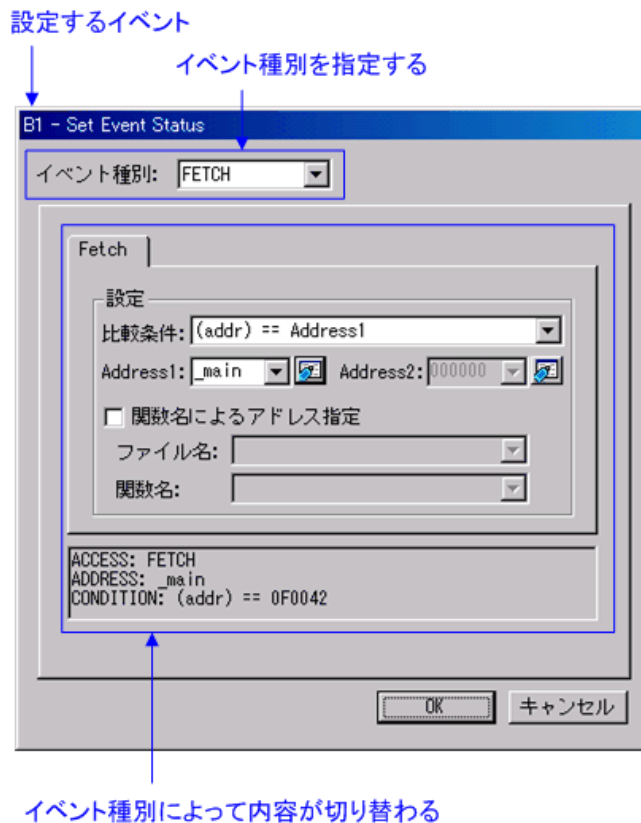 設定するイベント
イベント種別を指定する
B1 - Set Event Status
イベント種別: FETCH
Fetch
設定
比較条件: (addr) == Address1
Address1: _main Address2: 000000
関数名によるアドレス指定
ファイル名:
関数名:
ACCESS: FETCH
ADDRESS: _main
CONDITION: (addr) == 0F0042
OK キャンセル
イベント種別によって内容が切り替わる